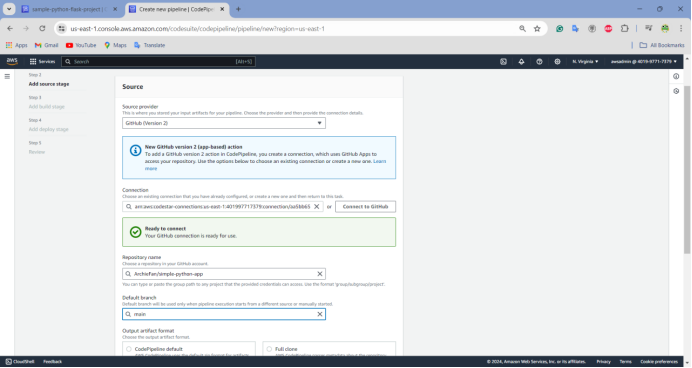 sample-python-flask-project |
Create new pipeline | CodePipe
us-east-1.console.aws.amazon.com/codesuite/codepipeline/pipeline/new?region=us-east-1
Apps
Gmail
YouTube
Maps
Translate
All Bookmarks
aws
Services
Search
[Alt+S]
N. Virginia
awsadmin @ 4019-9771-7379
Step 2
Add source stage
Step 3
Add build stage
Step 4
Add deploy stage
Step 5
Review
Source
Source provider
This is where you stored your input artifacts for your pipeline. Choose the provider and then provide the connection details.
GitHub (Version 2)
New GitHub version 2 (app-based) action
To add a GitHub version 2 action in CodePipeline, you create a connection, which uses GitHub Apps to
access your repository. Use the options below to choose an existing connection or create a new one. Learn
more
Connection
Choose an existing connection that you have already configured, or create a new one and then return to this task.
arn:aws:codestar-connections:us-east-1:401997717379:connection/aa5bb65
or
Connect to GitHub
Ready to connect
Your GitHub connection is ready for use.
Repository name
Choose a repository in your GitHub account.
ArchieFan/simple-python-app
You can type or paste the group path to any project that the provided credentials can access. Use the format 'group/subgroup/project'.
Default branch
Default branch will be used only when pipeline execution starts from a different source or manually started.
main
Output artifact format
Choose the output artifact format.
CodePipeline default
Full clone
CloudShell
Feedback
© 2024, Amazon Web Services, Inc. or its affiliates.
Privacy
Terms
Cookie preferences